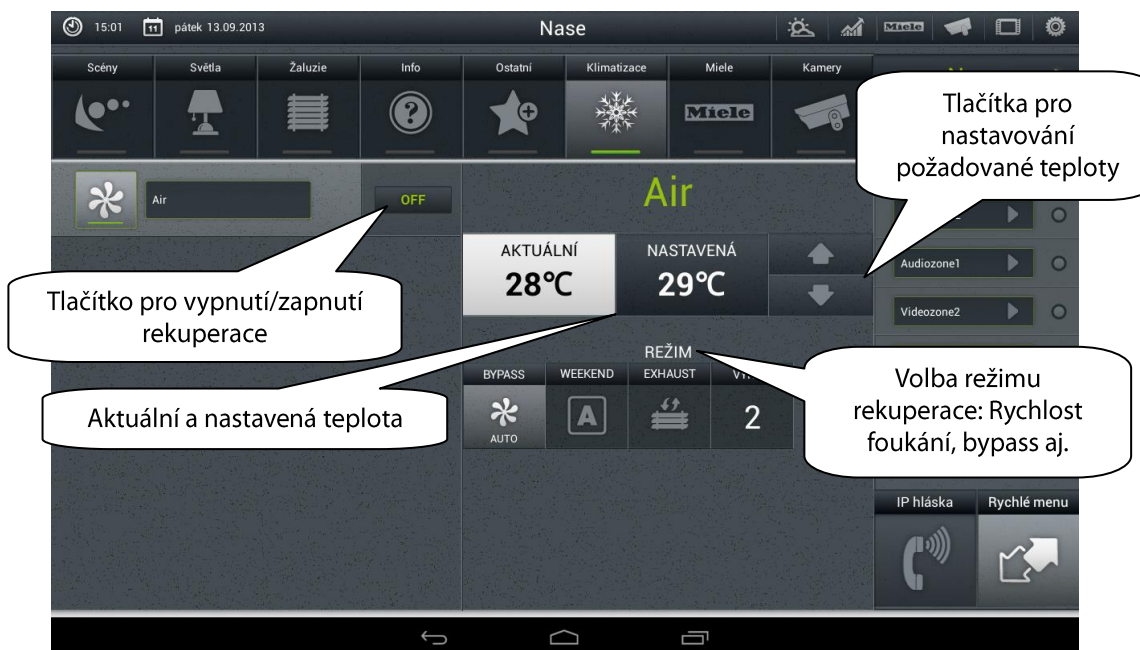 15:01 11 pátek 13.09.2013 Nase Miele
Scény Světla Žaluzie Info Ostatní Klimatizace Miele Kamery
Miele
Tlačítka pro
nastavování
požadované teploty
Air OFF
Air
AKTUÁLNÍ
28°C
NASTAVENÁ
29°C
Audiozone1
Videozone2
Tlačítko pro vypnutí/zapnutí
rekuperace
REŽIM
BYPASS WEEKEND EXHAUST
AUTO A 2
Aktuální a nastavená teplota
Volba režimu
rekuperace: Rychlost
foukání, bypass aj.
IP hláska Rychlé menu